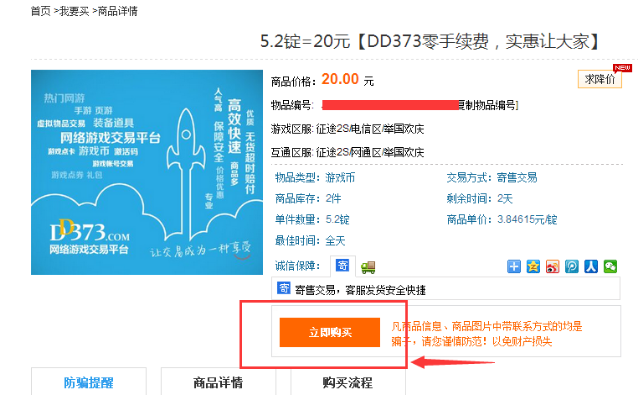 首页 >我要买 >商品详情
5.2锭=20元【DD373零手续费，实惠让大家】
热门网游
手游 页游
虚拟物品交易 装备道具
网络游戏交易平台
游戏点卡 游戏币 激活码
游戏帐号交易
游戏点券 礼包
人气高 保障安全 专业
高效快速 价格优惠
优质 无货超时赔付 商品多
DD373.COM
网络游戏交易平台
让交易成为一种享受
商品价格: 20.00 元
求降价
NEW
物品编号: 复制物品编号]
游戏区服: 征途2S/电信区/举国欢庆
互通区服: 征途2S/网通区/举国欢庆
物品类型: 游戏币 交易方式: 寄售交易
商品库存: 2件 剩余时间: 2天
单件数量: 5.2锭 商品单价: 3.84615元/锭
最佳时间: 全天
诚信保障: 寄
寄 寄售交易，客服发货安全快捷
立即购买
凡商品信息、商品图片中带联系方式的均是
骗子，请您谨慎防范！以免财产损失
防骗提醒 商品详情 购买流程